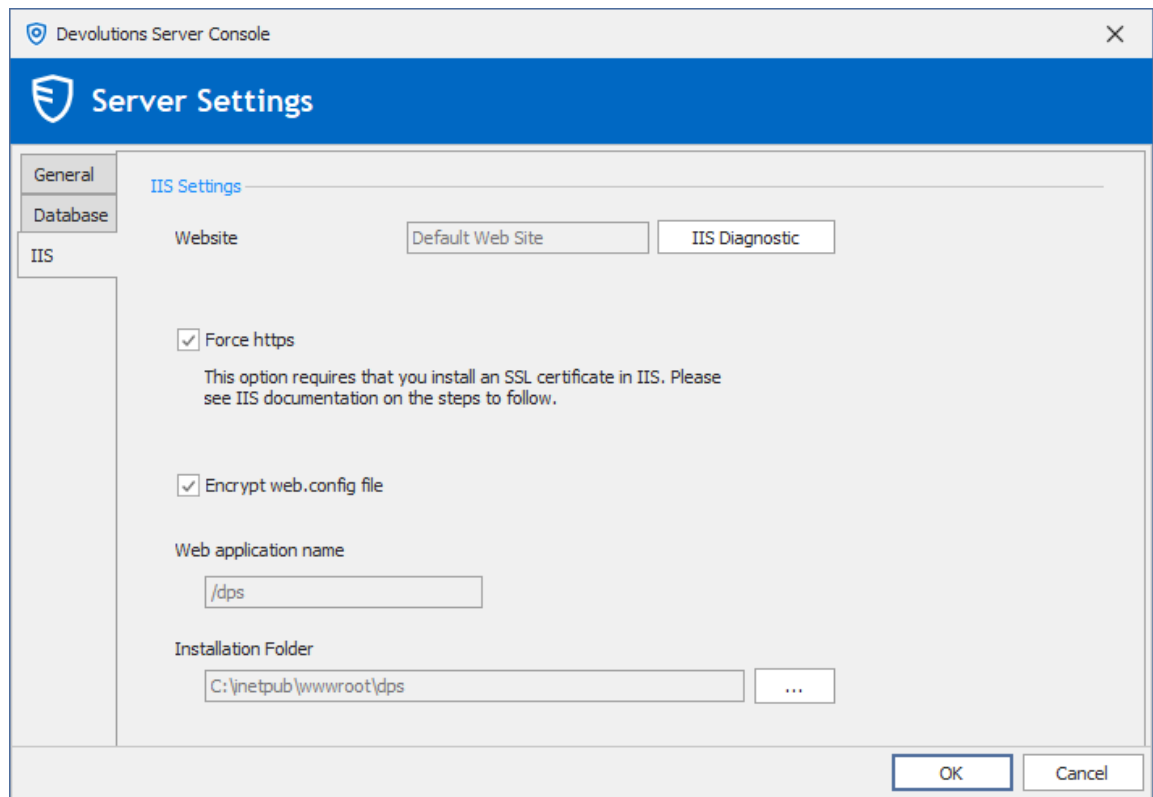 Devolutions Server Console
Server Settings
General
Database
IIS
IIS Settings
Website
Default Web Site
IIS Diagnostic
Force https
This option requires that you install an SSL certificate in IIS. Please
see IIS documentation on the steps to follow.
Encrypt web.config file
Web application name
/dps
Installation Folder
C:\inetpub\wwwroot\dps
...
OK
Cancel